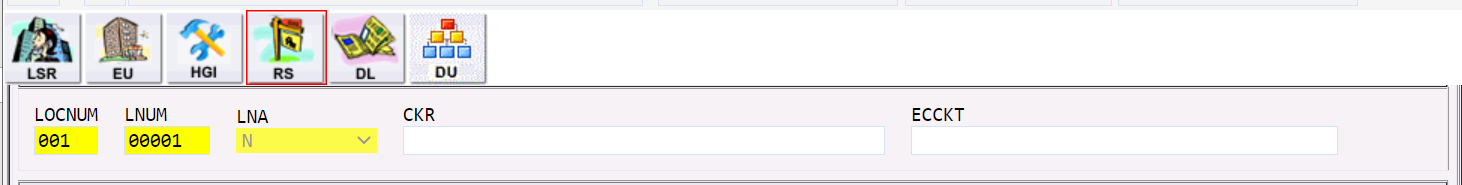 LSR EU HGI RS DL DU
LOCNUM LNUM LNA CKR ECCKT
001 00001 N